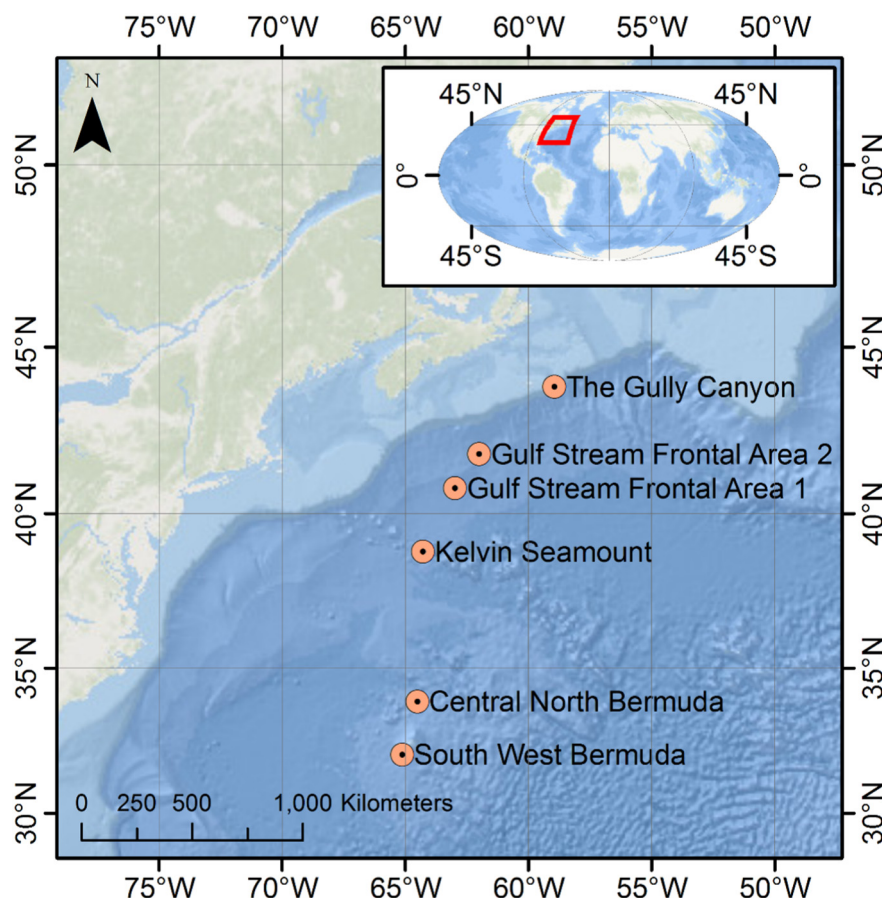 75°W 70°W 65°W 60°W 55°W 50°W
N
45°N 45°N
0° 0°
45°S 45°S
50°N 50°N
45°N 45°N
The Gully Canyon
Gulf Stream Frontal Area 2
Gulf Stream Frontal Area 1
40°N 40°N
Kelvin Seamount
35°N 35°N
Central North Bermuda
South West Bermuda
0 250 500 1,000 Kilometers
30°N 30°N
75°W 70°W 65°W 60°W 55°W 50°W